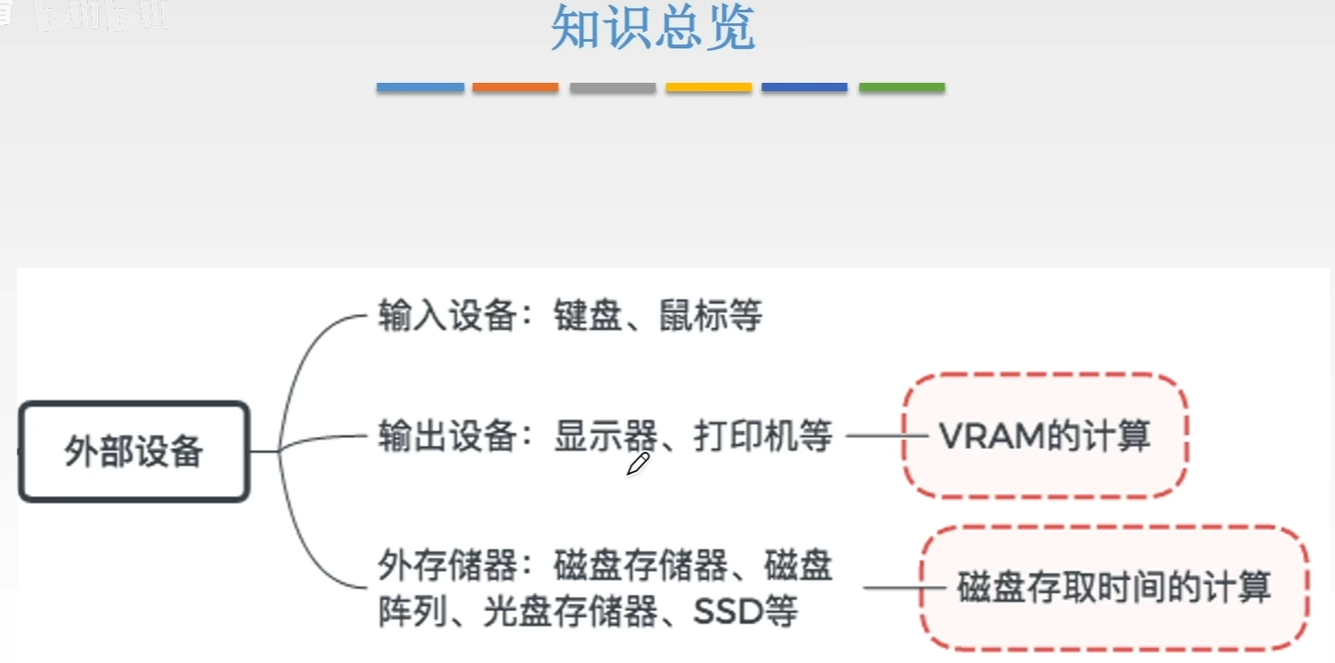 知识总览
输入设备：键盘、鼠标等
外部设备
输出设备：显示器、打印机等
VRAM的计算
外存储器：磁盘存储器、磁盘
阵列、光盘存储器、SSD等
磁盘存取时间的计算